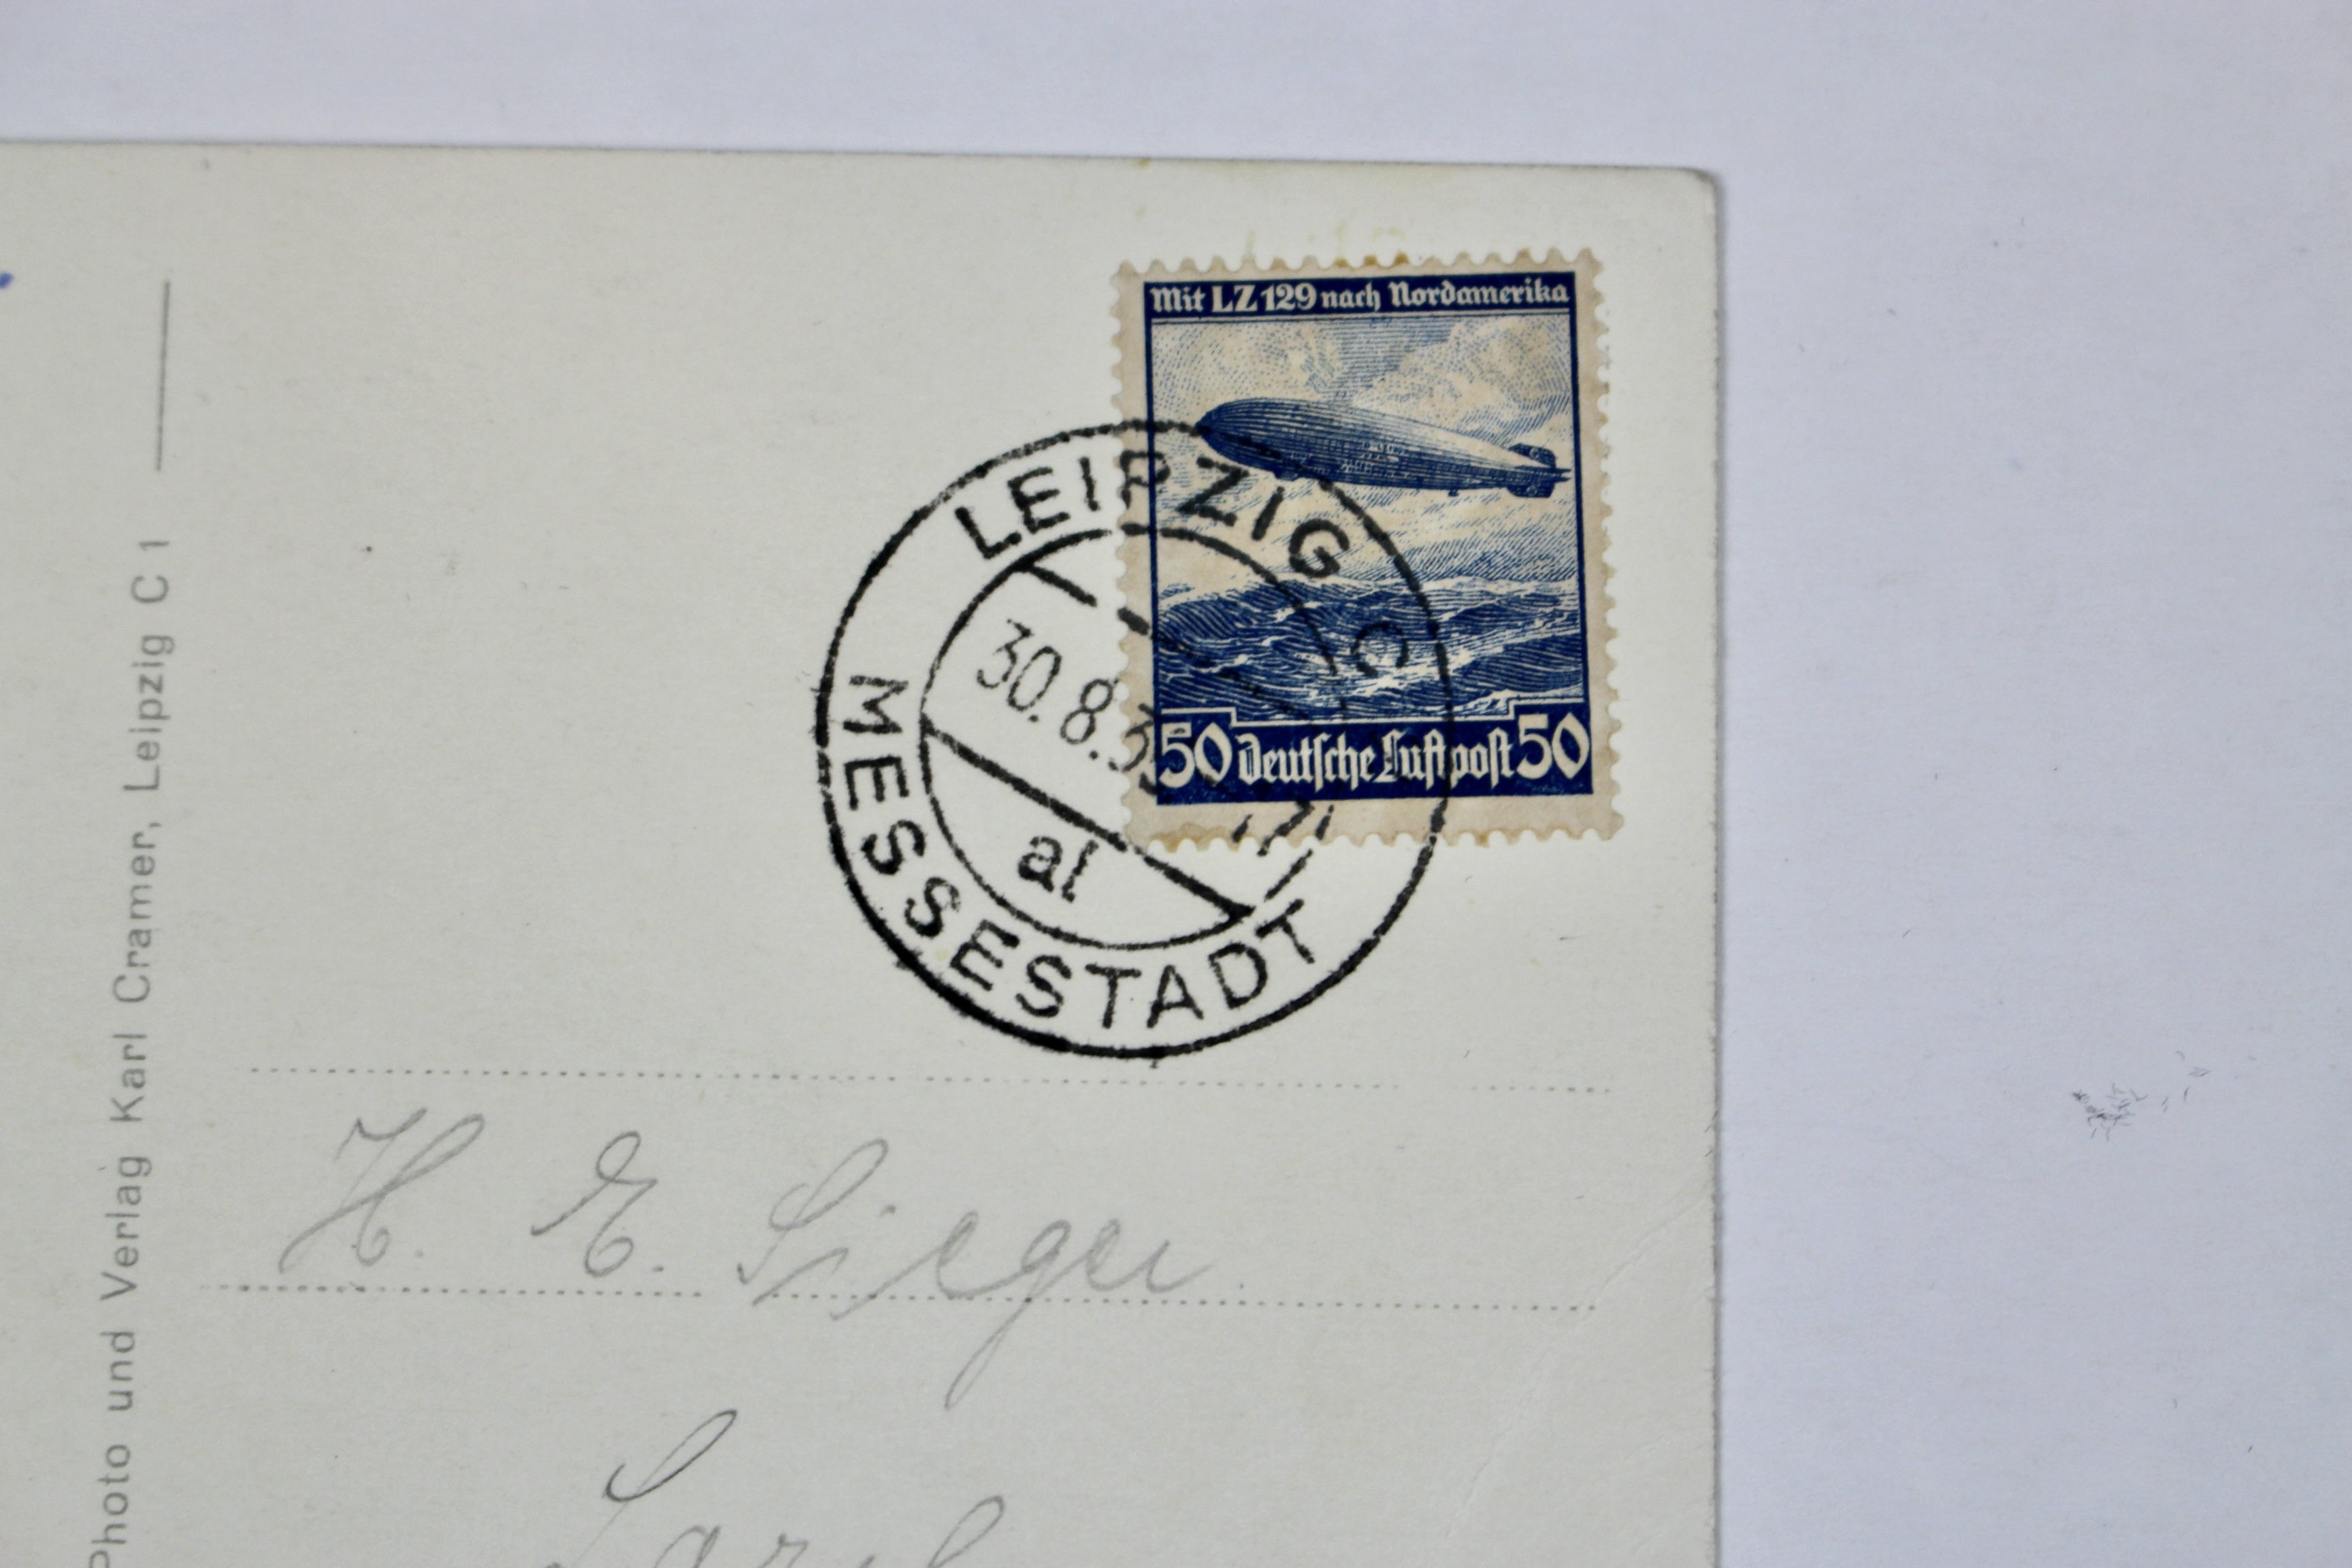 Mit LZ 129 nach Nordamerika
50 Deutsche Luftpost 50
LEIPZIG C
30.8.3
17
al
MESSESTADT
Photo und Verlag Karl Cramer, Leipzig C 1
H. E. Sieger